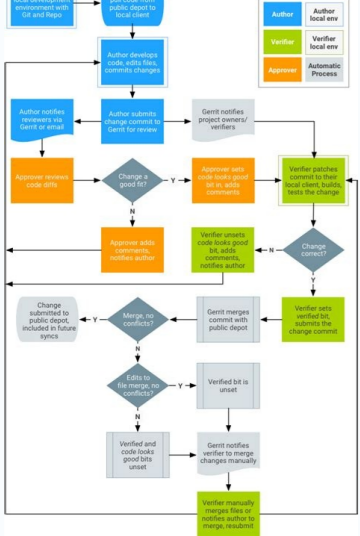 local development
environment with
Git and Repo
pull code from
public depot to
local client
Author
Author
local env
Verifier
Verifier
local env
Approver
Automatic
Process
Author develops
code, edits files,
commits changes
Author notifies
reviewers via
Gerrit or email
Author submits
change commit to
Gerrit for review
Gerrit notifies
project owners/
verifiers
Approver reviews
code diffs
Change a
good fit?
Y
Approver sets
code looks good
bit in, adds
comments
Verifier patches
commit to their
local client, builds,
tests the change
N
Approver adds
comments,
notifies author
Verifier unsets
code looks good
bit, adds
comments,
notifies author
N
Change
correct?
Y
Change
submitted to
public depot,
included in future
syncs
Y
Merge, no
conflicts?
Gerrit merges
commit with
public depot
Verifier sets
verified bit,
submits the
change commit
N
Edits to
file merge, no
conflicts?
Y
Verified bit is
unset
N
Verified and
code looks
good bits
unset
Gerrit notifies
verifier to merge
changes manually
Verifier manually
merges files or
notifies author to
merge, resubmit